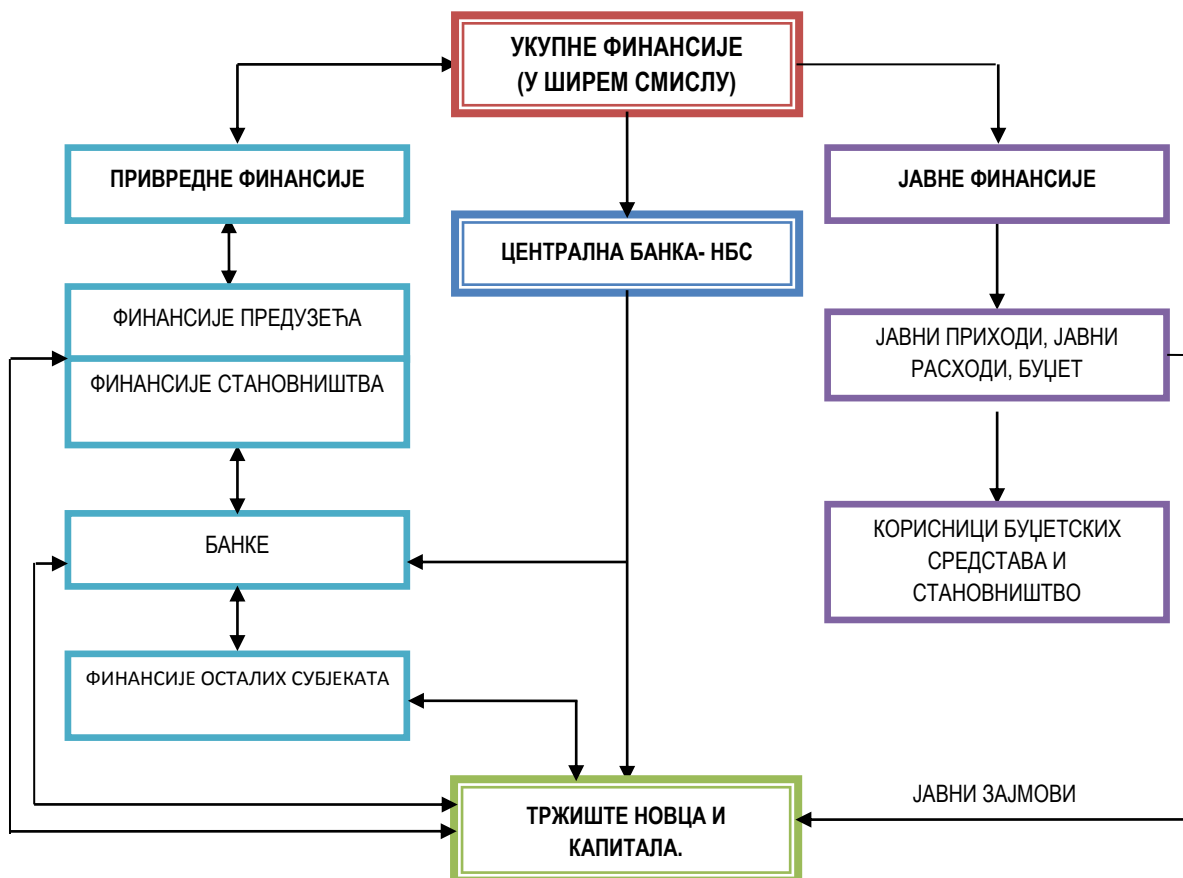 УКУПНЕ ФИНАНСИЈЕ
(У ШИРЕМ СМИСЛУ)
ПРИВРЕДНЕ ФИНАНСИЈЕ
ЈАВНЕ ФИНАНСИЈЕ
ЦЕНТРАЛНА БАНКА- НБС
ФИНАНСИЈЕ ПРЕДУЗЕЋА
ФИНАНСИЈЕ СТАНОВНИШТВА
ЈАВНИ ПРИХОДИ, ЈАВНИ
РАСХОДИ, БУЏЕТ
БАНКЕ
КОРИСНИЦИ БУЏЕТСКИХ
СРЕДСТАВА И
СТАНОВНИШТВО
ФИНАНСИЈЕ ОСТАЛИХ СУБЈЕКАТА
ТРЖИШТЕ НОВЦА И
КАПИТАЛА.
ЈАВНИ ЗАЈМОВИ